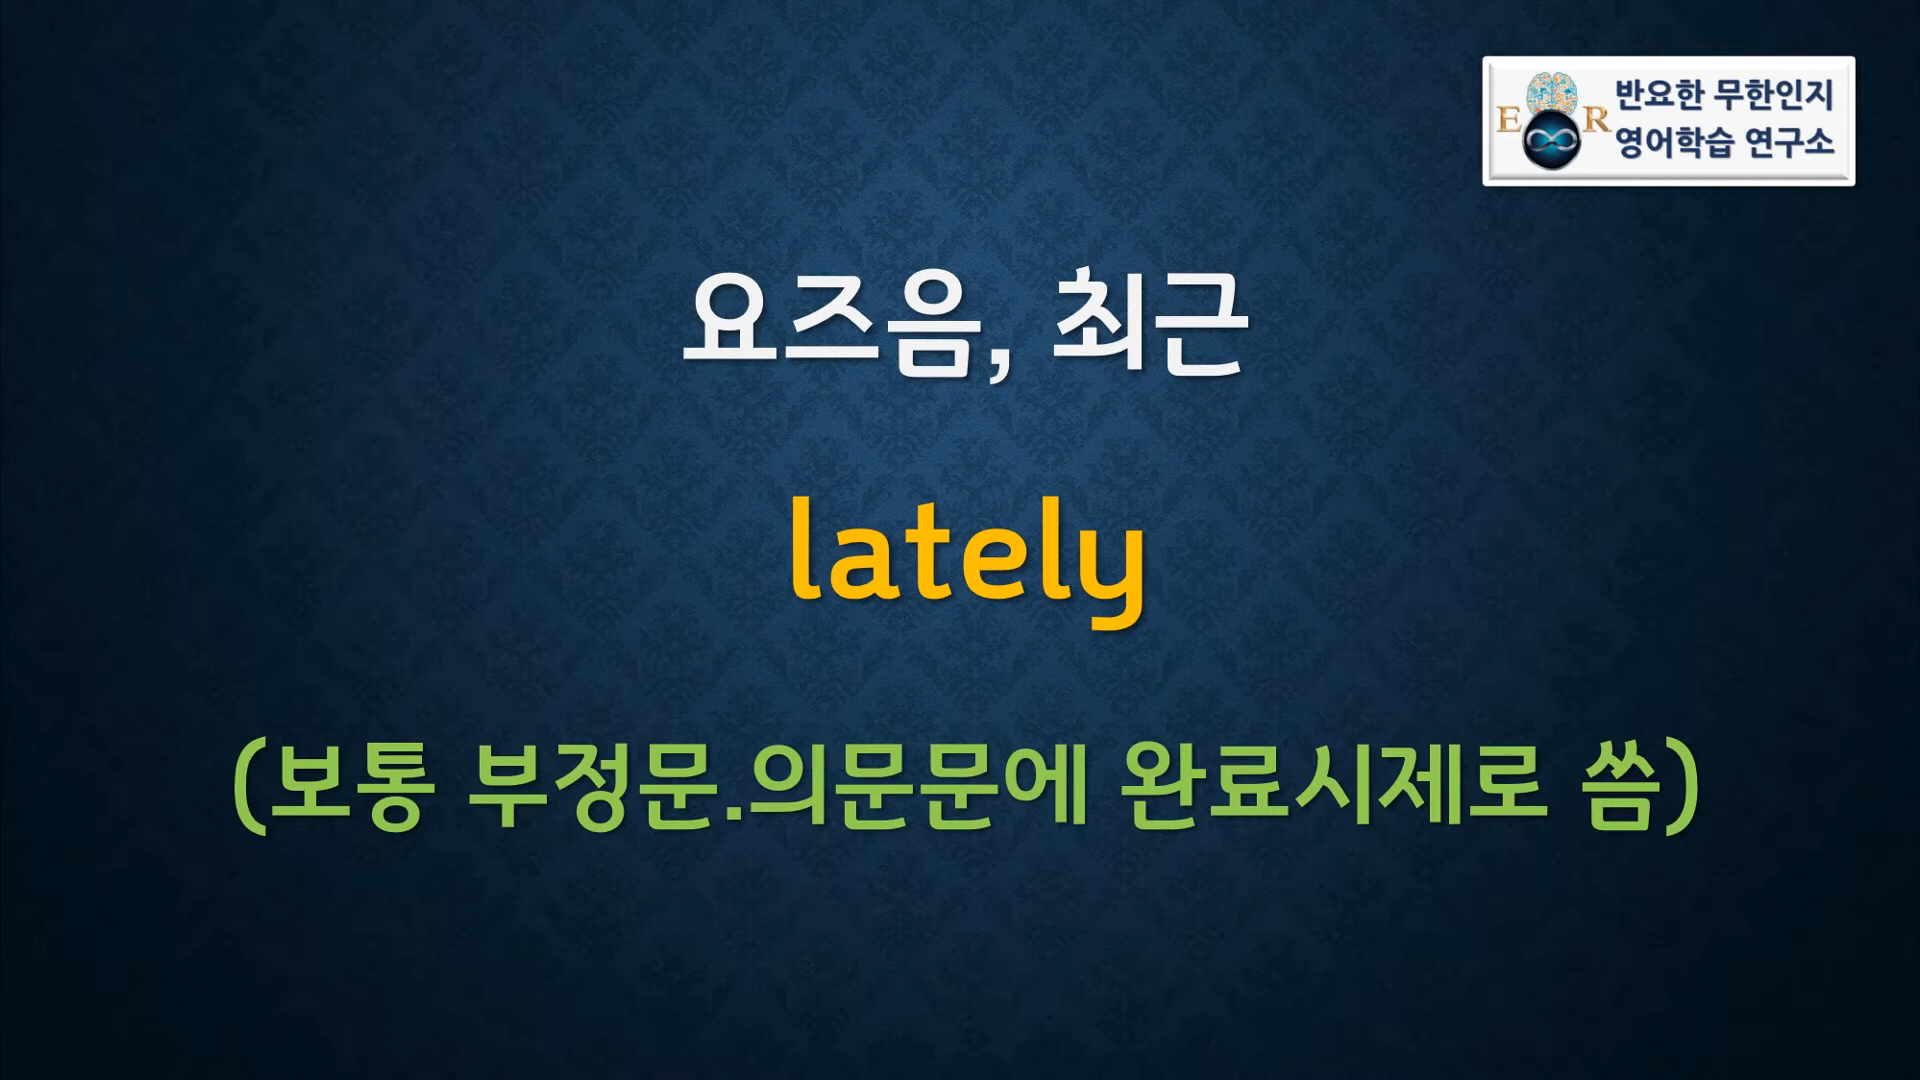 E R 반요한 무한인지
영어학습 연구소
요즈음, 최근
lately
(보통 부정문.의문문에 완료시제로 씀)